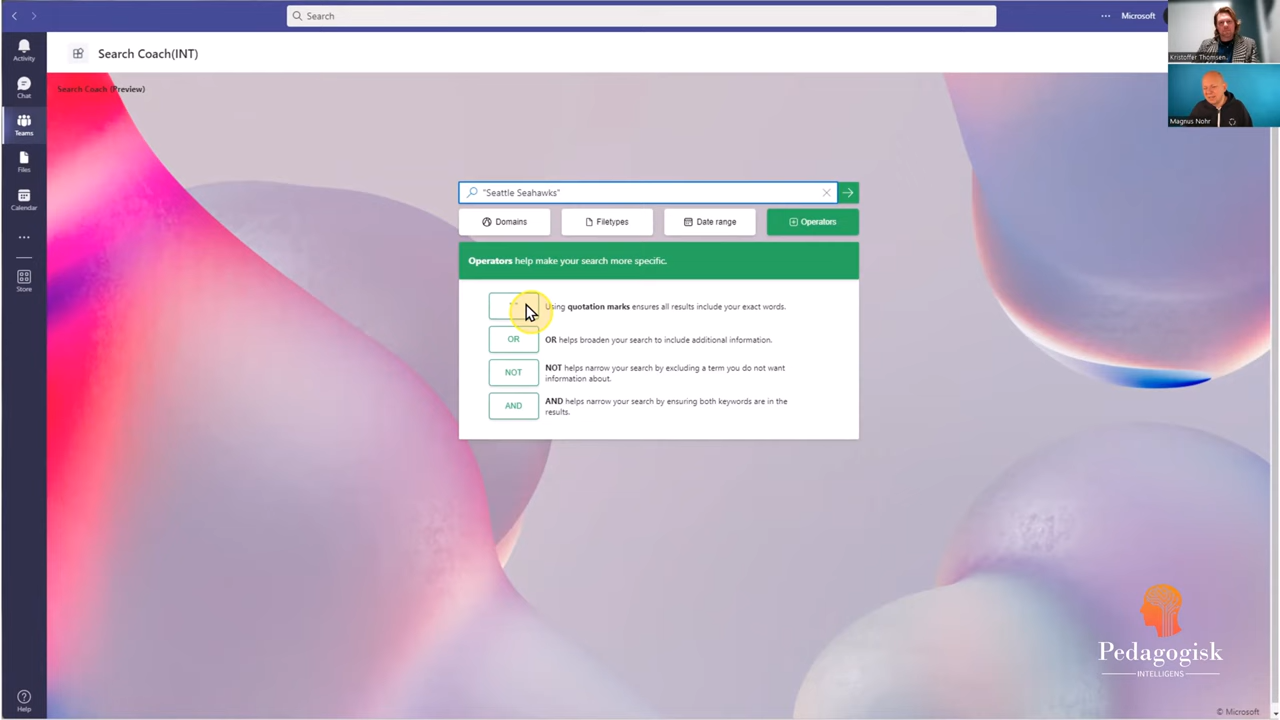 Search
Microsoft
Kristoffer Thomsen
Magnus Nohr
Activity
Chat
Teams
Files
Calendar
Store
Help
Search Coach(INT)
Search Coach (Preview)
"Seattle Seahawks"
Domains
Filetypes
Date range
Operators
Operators help make your search more specific.
Using quotation marks ensures all results include your exact words.
OR
OR helps broaden your search to include additional information.
NOT
NOT helps narrow your search by excluding a term you do not want
information about.
AND
AND helps narrow your search by ensuring both keywords are in the
results.
Pedagogisk
INTELLIGENS
© Microsoft